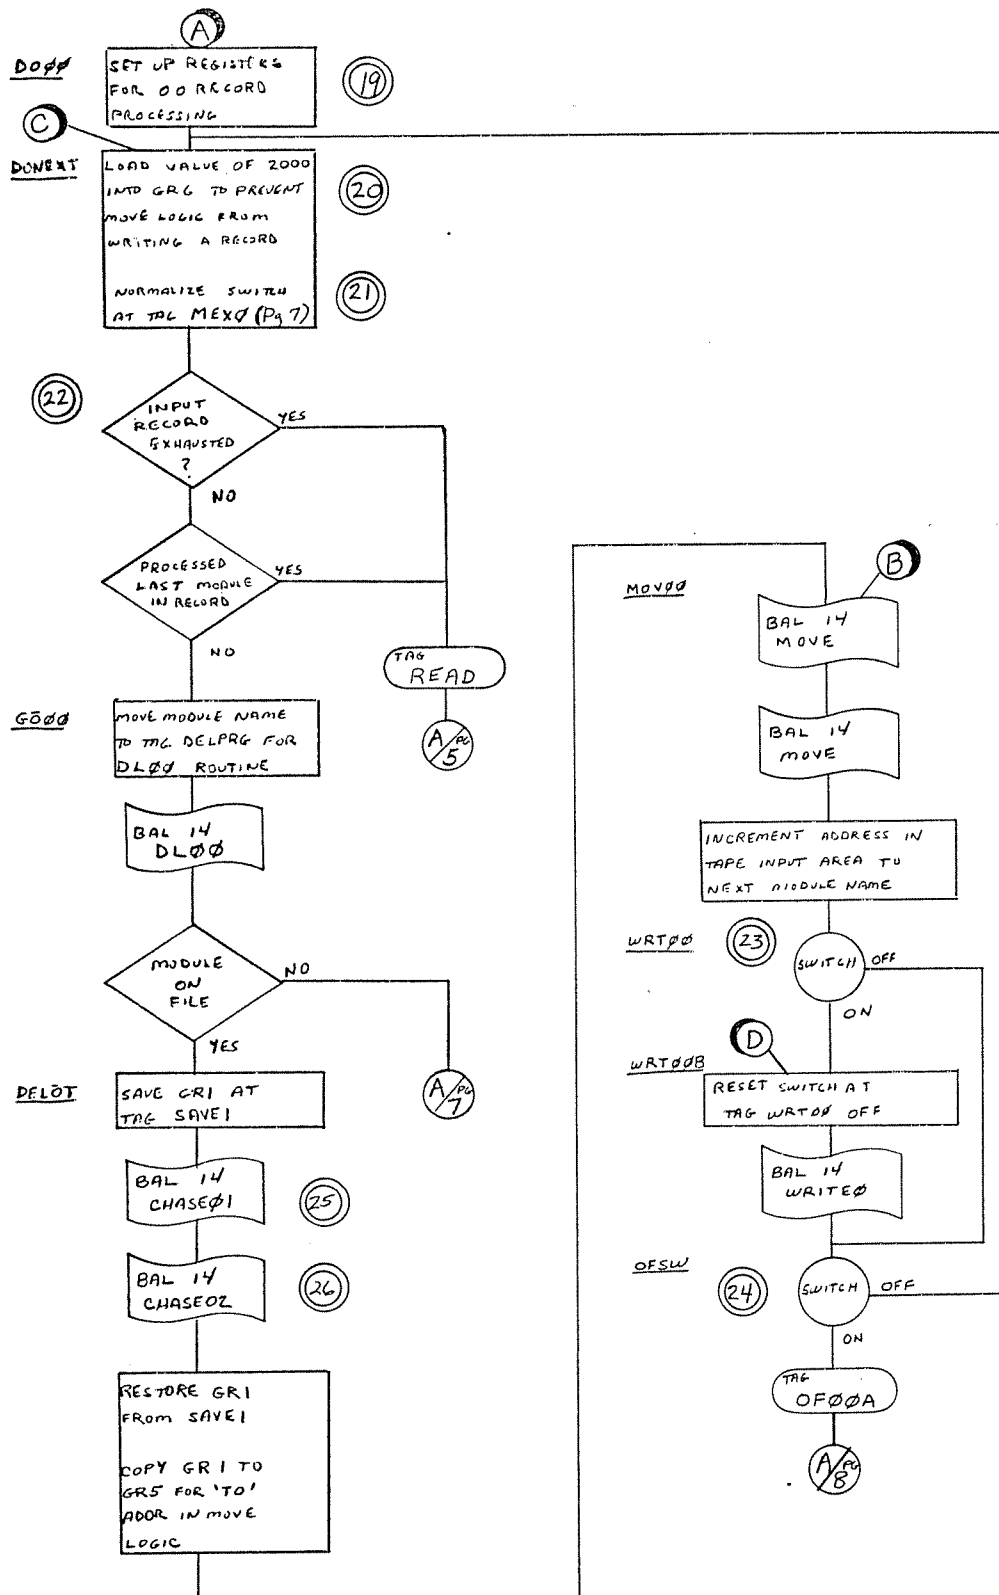 A
DOØØ
SET UP REGISTERS
FOR 00 RECORD
PROCESSING
19
C
DONEXT
LOAD VALUE OF 2000
INTO GR6 TO PREVENT
MOVE LOGIC FROM
WRITING A RECORD
20
NORMALIZE SWITCH
AT TAG MEXØ (Pg 7)
21
22
INPUT
RECORD
EXHAUSTED
?
YES
NO
PROCESSED
LAST MODULE
IN RECORD
YES
NO
TAG
READ
A/PG
5
GOØØ
MOVE MODULE NAME
TO TAG DELPRG FOR
DLØØ ROUTINE
BAL 14
DLØØ
MODULE
ON
FILE
NO
YES
A/PG
7
DELOT
SAVE GR1 AT
TAG SAVE1
BAL 14
CHASEØ1
25
BAL 14
CHASE02
26
RESTORE GR1
FROM SAVE1
COPY GR1 TO
GR5 FOR 'TO'
ADDR IN MOVE
LOGIC
MOVØØ
B
BAL 14
MOVE
BAL 14
MOVE
INCREMENT ADDRESS IN
TAPE INPUT AREA TO
NEXT MODULE NAME
WRTØØ
23
SWITCH
OFF
ON
D
WRTØØB
RESET SWITCH AT
TAG WRTØØ OFF
BAL 14
WRITEØ
OFSW
24
SWITCH
OFF
ON
TAG
OFØØA
A/PG
8